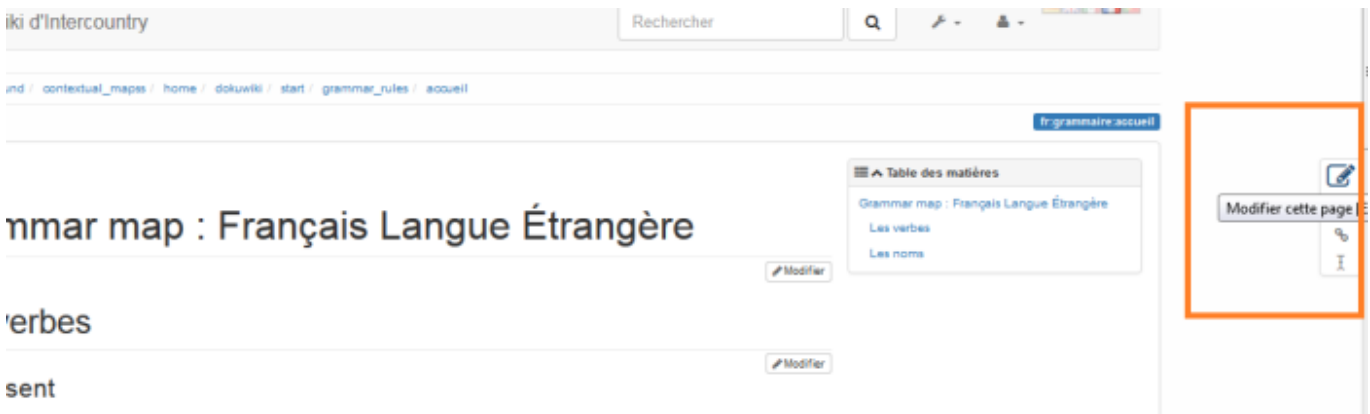 iki d'Intercountry Rechercher
und / contextual_mapss / home / dokuwiki / start / grammar_rules / accueil
fr:grammaire:accueil
Table des matières
Grammar map : Français Langue Étrangère
Les verbes
Les noms
Modifier cette page [E
mmar map : Français Langue Étrangère
Modifier
verbes
Modifier
sent